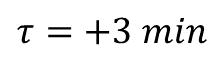 τ = +3 min